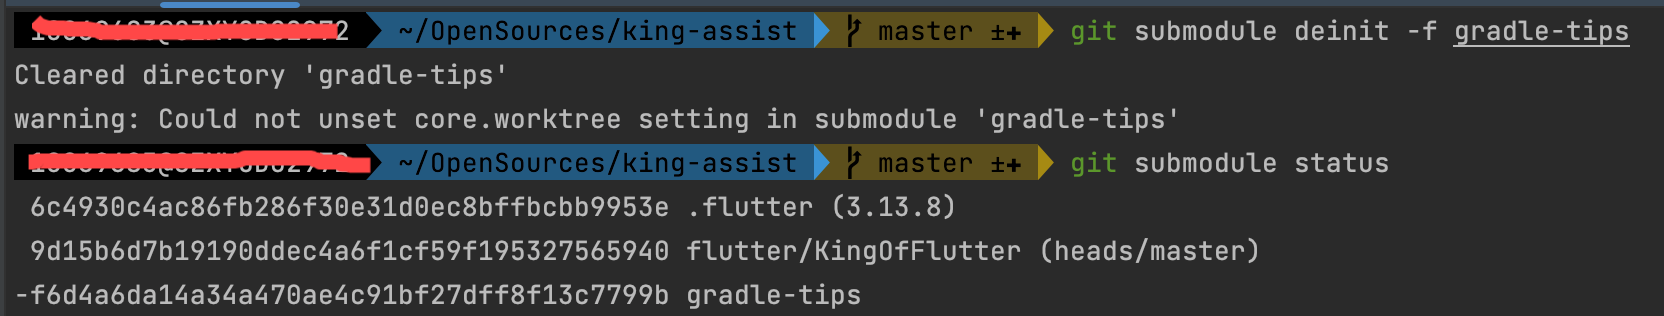 ~/OpenSources/king-assist master ±✚ git submodule deinit -f gradle-tips
Cleared directory 'gradle-tips'
warning: Could not unset core.worktree setting in submodule 'gradle-tips'
~/OpenSources/king-assist master ±✚ git submodule status
6c4930c4ac86fb286f30e31d0ec8bffbcbb9953e .flutter (3.13.8)
9d15b6d7b19190ddec4a6f1cf59f195327565940 flutter/KingOfFlutter (heads/master)
-f6d4a6da14a34a470ae4c91bf27dff8f13c7799b gradle-tips